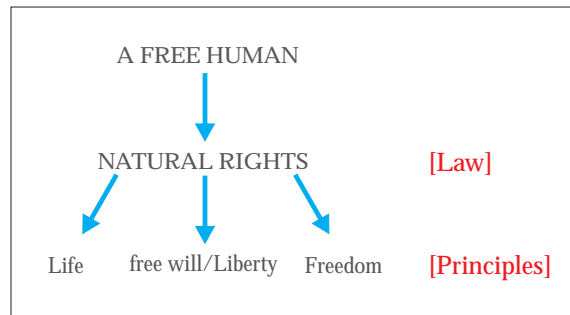 A FREE HUMAN
NATURAL RIGHTS [Law]
Life free will/Liberty Freedom [Principles]